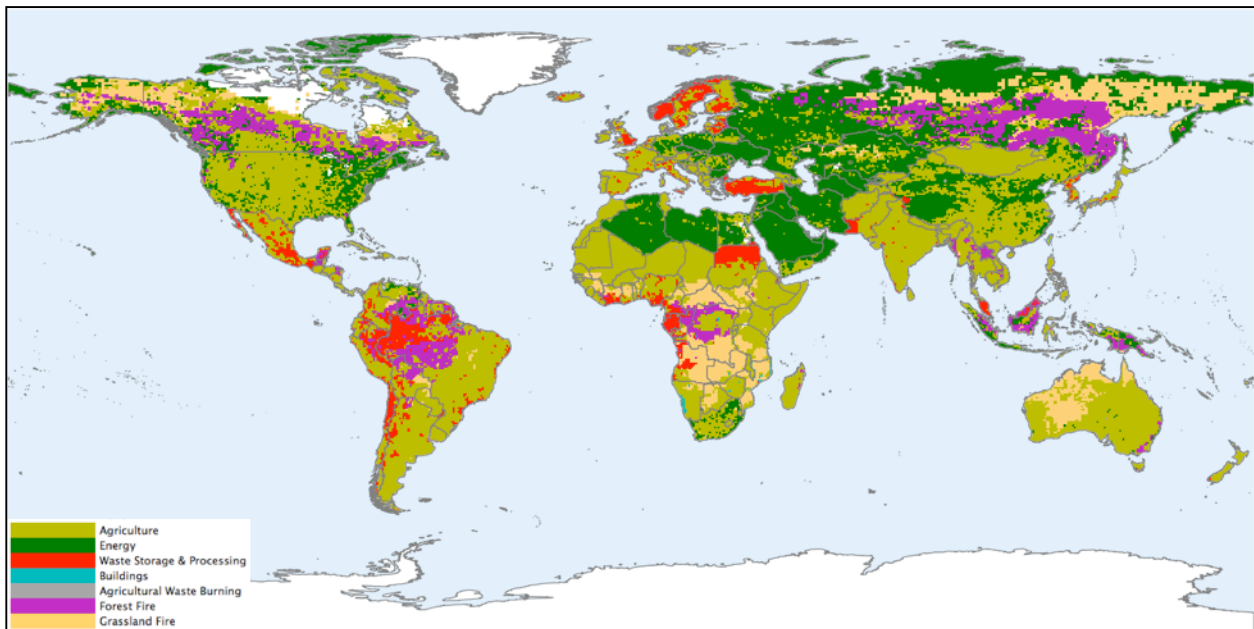 Agriculture
Energy
Waste Storage & Processing
Buildings
Agricultural Waste Burning
Forest Fire
Grassland Fire